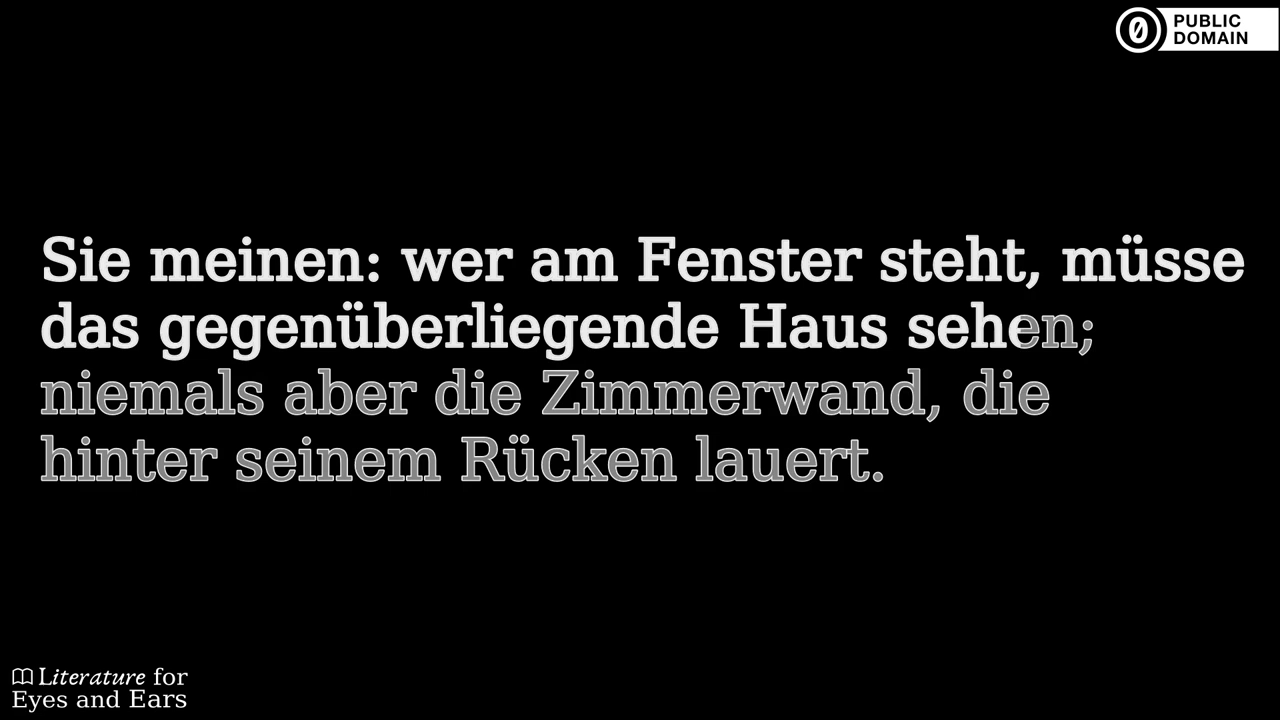 PUBLIC
DOMAIN
Sie meinen: wer am Fenster steht, müsse
das gegenüberliegende Haus sehen;
niemals aber die Zimmerwand, die
hinter seinem Rücken lauert.
Literature for
Eyes and Ears